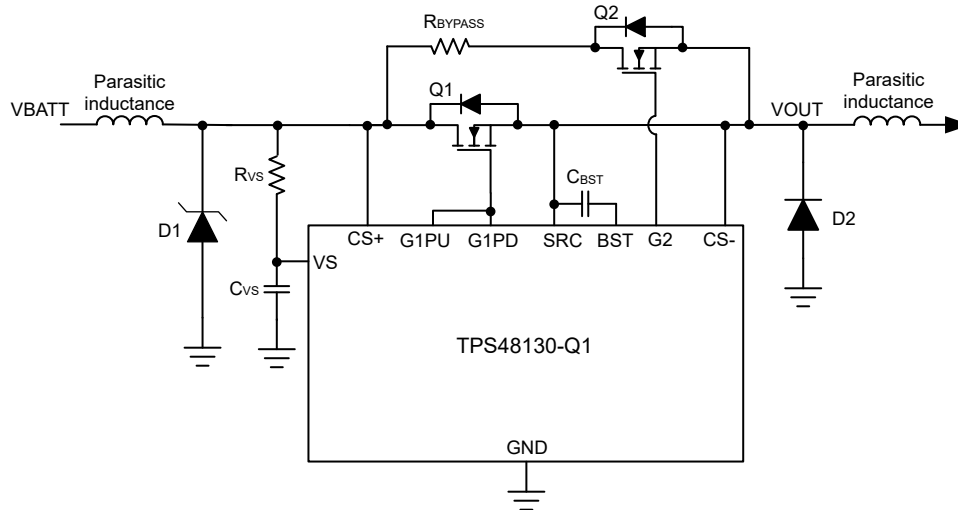 Q2
RBYPASS
Parasitic
inductance
Q1
Parasitic
inductance
VBATT
VOUT
RVS
CBST
D1
D2
CS+
G1PU
G1PD
SRC
BST
G2
CS-
VS
CVS
TPS48130-Q1
GND